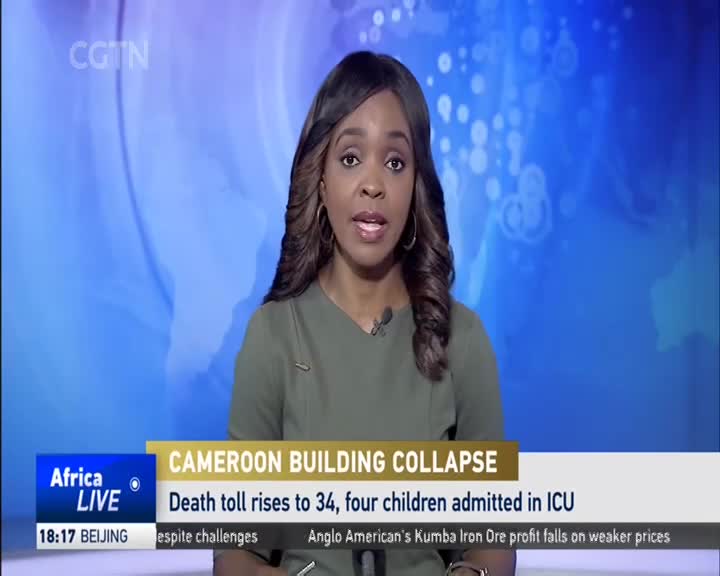 CGTN
CAMEROON BUILDING COLLAPSE
Africa
LIVE
Death toll rises to 34, four children admitted in ICU
18:17 BEIJING
espite challenges Anglo American's Kumba Iron Ore profit falls on weaker prices